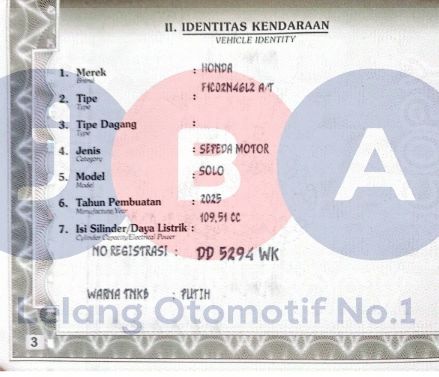 II. IDENTITAS KENDARAAN
VEHICLE IDENTITY
1. Merek : HONDA
Brand
F1C02N46L2 A/T
2. Tipe :
Type
3. Tipe Dagang :
Type
4. Jenis : SEPEDA MOTOR
Category
5. Model : SOLO
Model
6. Tahun Pembuatan : 2025
Manufacture Year
109,51 CC
7. Isi Silinder/Daya Listrik :
Cylinder Capacity/Electrical Power
NO REGISTRASI : DD 5294 WK
WARNA TNKB : PUTIH
JBA
Lelang Otomotif No.1
3